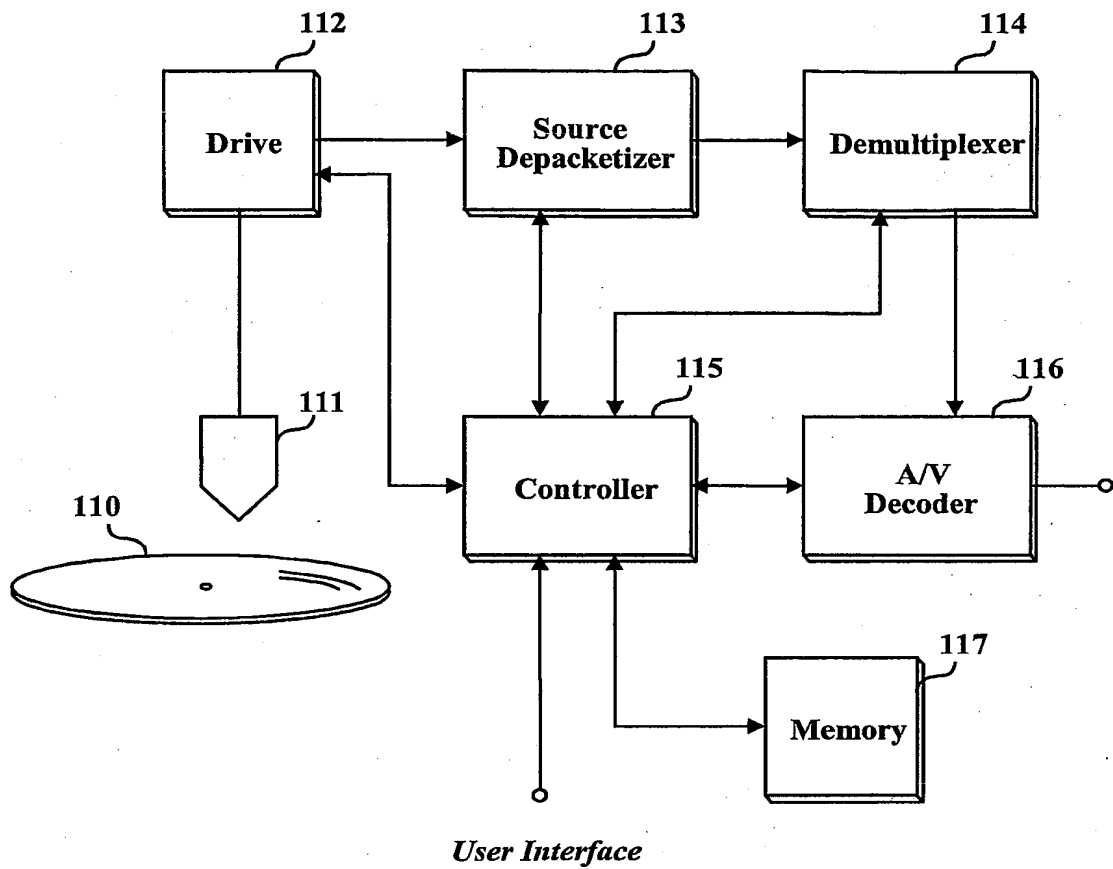 112
113
114
Drive
Source
Depacketizer
Demultiplexer
115
116
111
Controller
A/V
Decoder
110
117
Memory
User Interface